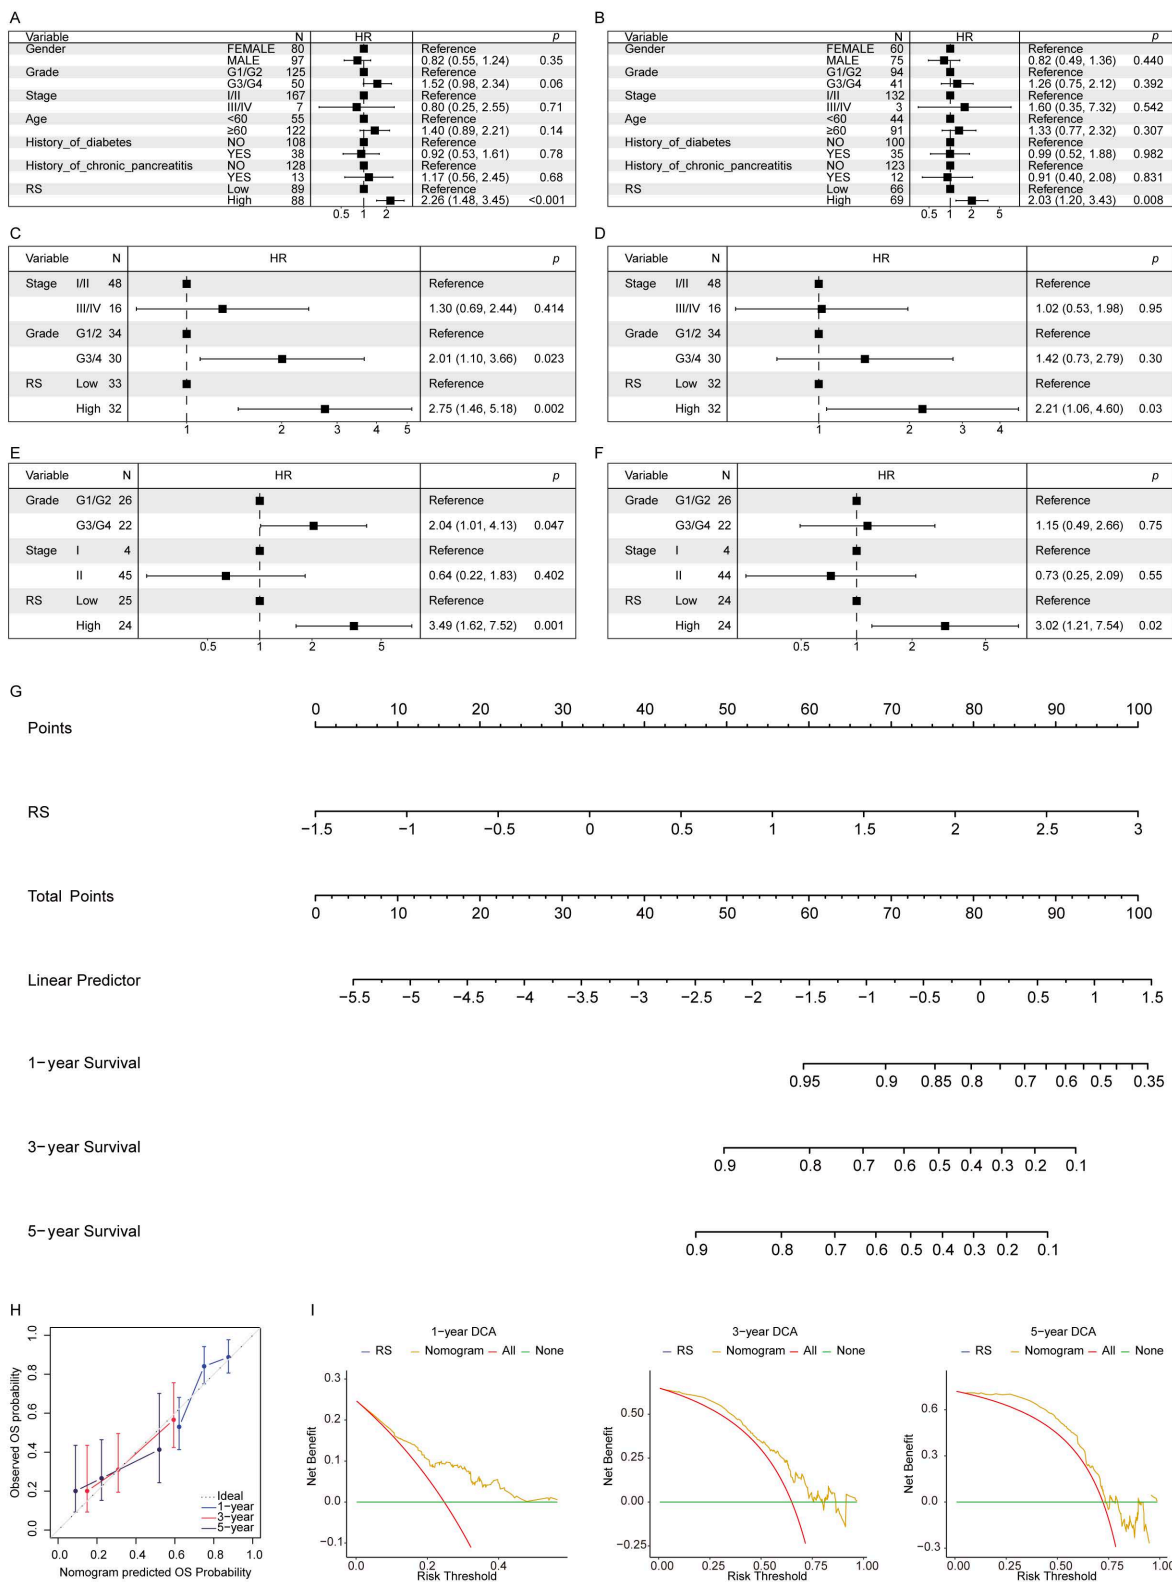 A
Variable N HR p
Gender FEMALE 80 Reference
MALE 97 0.82 (0.55, 1.24) 0.35
Grade G1/G2 125 Reference
G3/G4 50 1.52 (0.98, 2.34) 0.06
Stage I/II 167 Reference
III/IV 7 0.80 (0.25, 2.55) 0.71
Age <60 55 Reference
≥60 122 1.40 (0.89, 2.21) 0.14
History_of_diabetes NO 108 Reference
YES 38 0.92 (0.53, 1.61) 0.78
History_of_chronic_pancreatitis NO 128 Reference
YES 13 1.17 (0.56, 2.45) 0.68
RS Low 89 Reference
High 88 2.26 (1.48, 3.45) <0.001
0.5 1 2
B
Variable N HR p
Gender FEMALE 60 Reference
MALE 75 0.82 (0.49, 1.36) 0.440
Grade G1/G2 94 Reference
G3/G4 41 1.26 (0.75, 2.12) 0.392
Stage I/II 132 Reference
III/IV 3 1.60 (0.35, 7.32) 0.542
Age <60 44 Reference
≥60 91 1.33 (0.77, 2.32) 0.307
History_of_diabetes NO 100 Reference
YES 35 0.99 (0.52, 1.88) 0.982
History_of_chronic_pancreatitis NO 123 Reference
YES 12 0.91 (0.40, 2.08) 0.831
RS Low 66 Reference
High 69 2.03 (1.20, 3.43) 0.008
0.5 1 2 5
C
Variable N HR p
Stage I/II 48 Reference
III/IV 16 1.30 (0.69, 2.44) 0.414
Grade G1/2 34 Reference
G3/4 30 2.01 (1.10, 3.66) 0.023
RS Low 33 Reference
High 32 2.75 (1.46, 5.18) 0.002
1 2 3 4 5
D
Variable N HR p
Stage I/II 48 Reference
III/IV 16 1.02 (0.53, 1.98) 0.95
Grade G1/2 34 Reference
G3/4 30 1.42 (0.73, 2.79) 0.30
RS Low 32 Reference
High 32 2.21 (1.06, 4.60) 0.03
1 2 3 4
E
Variable N HR p
Grade G1/G2 26 Reference
G3/G4 22 2.04 (1.01, 4.13) 0.047
Stage I 4 Reference
II 45 0.64 (0.22, 1.83) 0.402
RS Low 25 Reference
High 24 3.49 (1.62, 7.52) 0.001
0.5 1 2 5
F
Variable N HR p
Grade G1/G2 26 Reference
G3/G4 22 1.15 (0.49, 2.66) 0.75
Stage I 4 Reference
II 44 0.73 (0.25, 2.09) 0.55
RS Low 24 Reference
High 24 3.02 (1.21, 7.54) 0.02
0.5 1 2 5
G
0 10 20 30 40 50 60 70 80 90 100
Points
RS
−1.5 −1 −0.5 0 0.5 1 1.5 2 2.5 3
Total Points
0 10 20 30 40 50 60 70 80 90 100
Linear Predictor
−5.5 −5 −4.5 −4 −3.5 −3 −2.5 −2 −1.5 −1 −0.5 0 0.5 1 1.5
1−year Survival
0.95 0.9 0.85 0.8 0.7 0.6 0.5 0.35
3−year Survival
0.9 0.8 0.7 0.6 0.5 0.4 0.3 0.2 0.1
5−year Survival
0.9 0.8 0.7 0.6 0.5 0.4 0.3 0.2 0.1
H
Observed OS probability
1.0
0.8
0.6
0.4
0.2
0.0
Ideal
1−year
3−year
5−year
0.0 0.2 0.4 0.6 0.8 1.0
Nomogram predicted OS Probability
I
1−year DCA
RS Nomogram All None
Net Benefit
0.3
0.2
0.1
0.0
−0.1
0.0 0.2 0.4
Risk Threshold
3−year DCA
RS Nomogram All None
Net Benefit
0.50
0.25
0.00
−0.25
0.00 0.25 0.50 0.75 1.00
Risk Threshold
5−year DCA
RS Nomogram All None
Net Benefit
0.6
0.3
0.0
−0.3
0.00 0.25 0.50 0.75 1.00
Risk Threshold